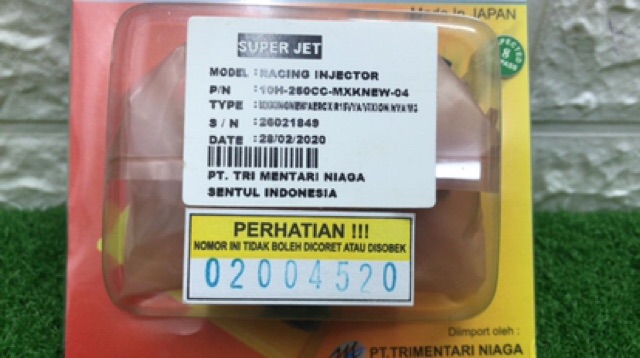 Made in JAPAN
SUPER JET
MODEL : RACING INJECTOR
P/N : 10H-250CC-MXKNEW-04
TYPE :
S / N : 26021849
DATE : 28/02/2020
PT. TRI MENTARI NIAGA
SENTUL INDONESIA
PERHATIAN !!!
NOMOR INI TIDAK BOLEH DICORET ATAU DISOBEK
02004520
Diimport oleh :
PT.TRIMENTARI NIAGA